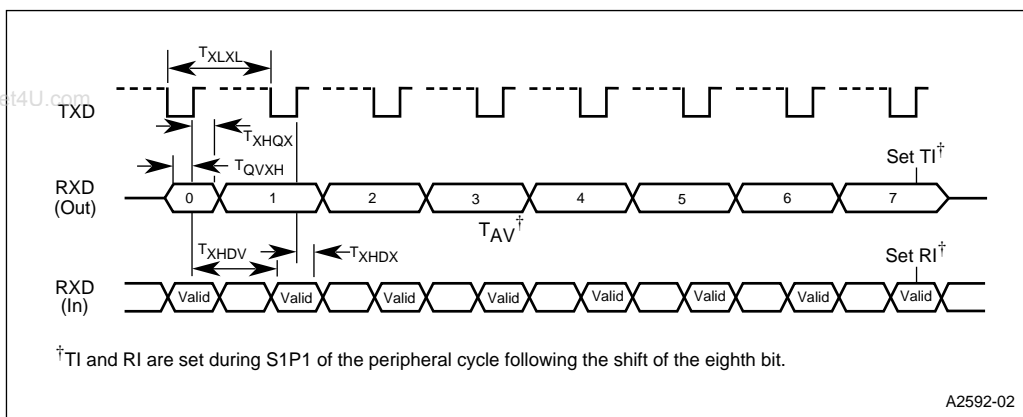 TXLXL
et4U.com
TXD
TXHQX
TQVXH
Set TI†
RXD
(Out)
0 1 2 3 4 5 6 7
TAV†
TXHDV
TXHDX
Set RI†
RXD
(In)
Valid Valid Valid Valid Valid Valid Valid Valid
†TI and RI are set during S1P1 of the peripheral cycle following the shift of the eighth bit.
A2592-02